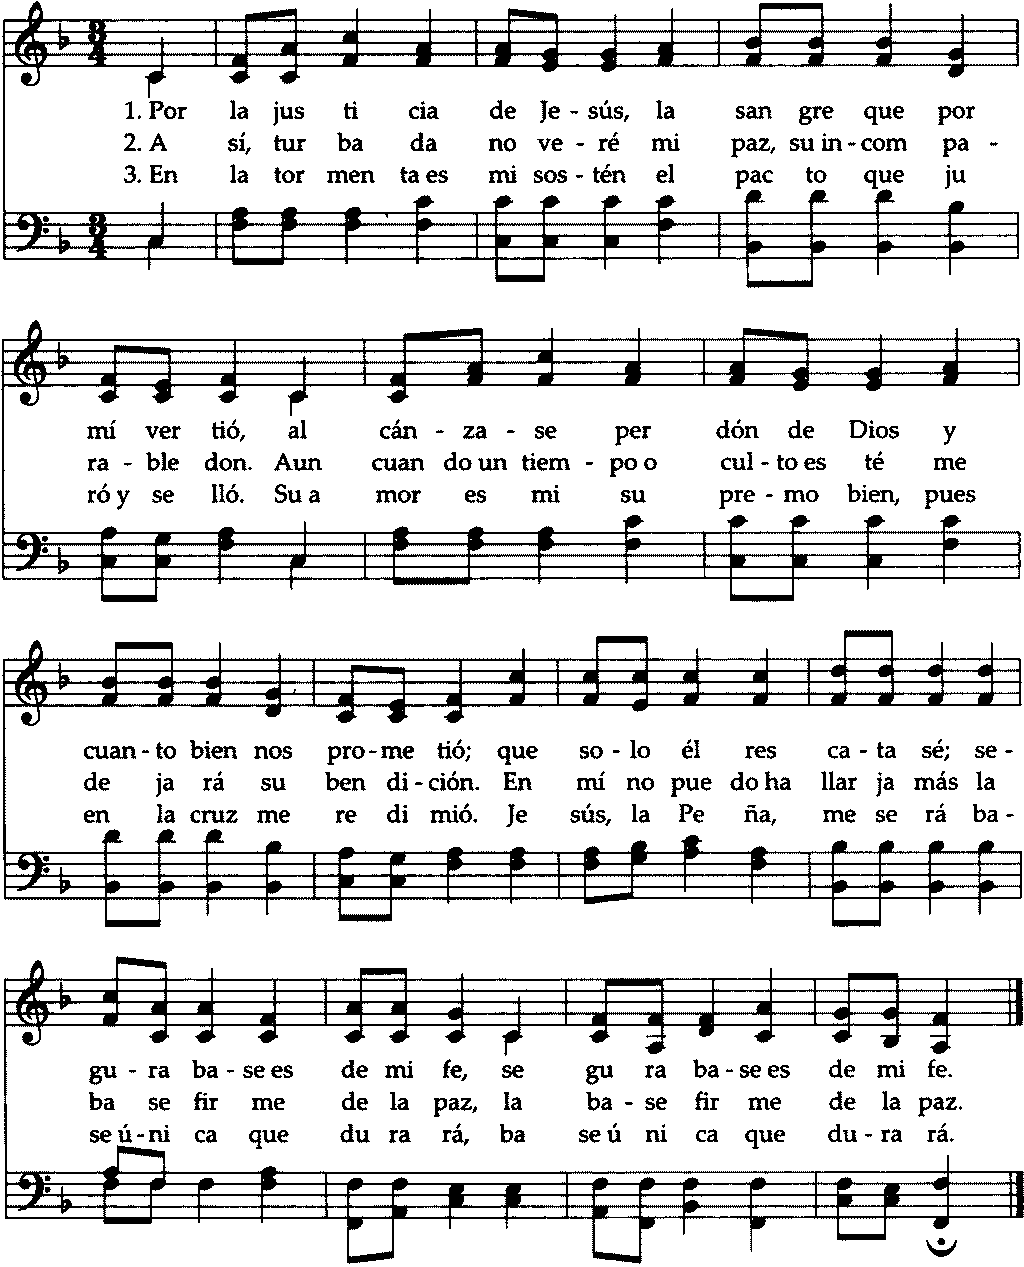 1. Por la jus ti cia de Je - sús, la san gre que por
2. A sí, tur ba da no ve - ré mi paz, su in - com pa -
3. En la tor men ta es mi sos - tén el pac to que ju
mí ver tió, al cán - za - se per dón de Dios y
ra - ble don. Aun cuan do un tiem - po o cul - to es té me
ró y se lló. Su a mor es mi su pre - mo bien, pues
cuan - to bien nos pro - me tió; que so - lo él res ca - ta sé; se -
de ja rá su ben di - ción. En mí no pue do ha llar ja más la
en la cruz me re di mió. Je sús, la Pe ña, me se rá ba -
gu - ra ba - se es de mi fe, se gu ra ba - se es de mi fe.
ba se fir me de la paz, la ba - se fir me de la paz.
se ú - ni ca que du ra rá, ba se ú ni ca que du - ra rá.